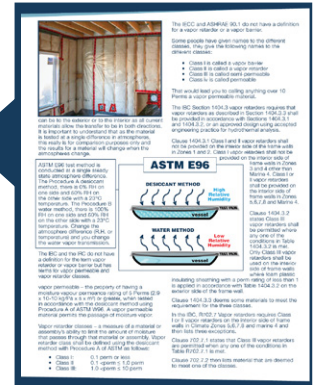 The IECC and ASHRAE 90.1 do not have a definition
for a vapor retarder or a vapor barrier.
Some people have given names to the different
classes, they give the following names to the
different classes:
• Class I is called a vapor barrier
• Class II is called a vapor retarder
• Class III is called semi-permeable
• Class IV is called permeable
That would lead you to calling anything over 10
Perms a vapor permeable material.
The IBC Section 1404.3 vapor retarders requires that
vapor retarders as described in Section 1404.3.3 shall
be provided in accordance with Sections 1404.3.1
and 1404.3.2, or an approved design using accepted
engineering practice for hygrothermal analysis.
can be to the exterior or to the interior as all current
materials allow the transfer to be in both directions.
It is important to understand that as the material
is tested at a single difference in atmospheres,
this really is for comparison purposes only and
the results for a material will change when the
atmospheres change.
Clause 1404.3.1 Class I and II vapor retarders shall
not be provided on the interior side of frame walls
in Zones 1 and 2. Class I vapor retarders shall not be
provided on the interior side of
frame walls in Zones
3 and 4 other than
Marine 4. Class I or
II vapor retarders
shall be provided
on the interior side
of frame walls in Zones
5,6,7,8 and Marine 4.
ASTM E96 test method is
conducted at a single steady
state atmosphere difference.
The Procedure A desiccant
method, there is 0% RH on
one side and 50% RH on
the other side with a 23°C
temperature. The Procedure B
water method, there is 100%
RH on one side and 50% RH
on the other side with a 23°C
temperature. Change the
atmosphere difference (R.H. or
temperature) and you change
the water vapor transmission.
ASTM E96
DESICCANT METHOD
High
Relative
Humidity
vessel
WATER METHOD
Low
Relative
Humidity
vessel
Clause 1404.3.2
states Class III
vapor retarders shall
be permitted where
any one of the
conditions in Table
1404.3.2 is met.
Only Class III vapor
retarders shall be
used on the interior
side of frame walls
where foam plastic
insulating sheathing with a perm rating of less than 1
is applied in accordance with Table 1404.3.2 on the
exterior side of the frame wall.
The IBC and the IRC do not have
a definition for the term vapor
retarder or vapor barrier but has
terms for vapor permeable and
vapor retarder classes.
vapor permeable - the property of having a
moisture vapor permeance rating of 5 Perms (2.9
x 10-10 kg/Pa x s x m²) or greater, when tested
in accordance with the desiccant method using
Procedure A of ASTM E96. A vapor permeable
material permits the passage of moisture vapor.
Vapor retarder classes - a measure of a material or
assembly's ability to limit the amount of moisture
that passes through that material or assembly. Vapor
retarder class shall be defined using the desiccant
method with Procedure A of ASTM as follows:
• Class I: 0.1 perm or less
• Class II: 0.1 <perm ≤ 1.0 perm
• Class III: 1.0 <perm ≤ 10 perm
Clause 1404.3.3 deems some materials to meet the
requirement for the three classes.
In the IRC, R702.7 Vapor retarders requires Class
I or II vapor retarders on the interior side of frame
walls in Climate Zones 5,6,7,8 and marine 4 and
then lists three exceptions.
Clause 702.7.1 states that Class III vapor retarders
are permitted when any one of the conditions in
Table R702.7.1 is met.
Clause 702.7.2 then lists material that are deemed
to meet one of the classes.